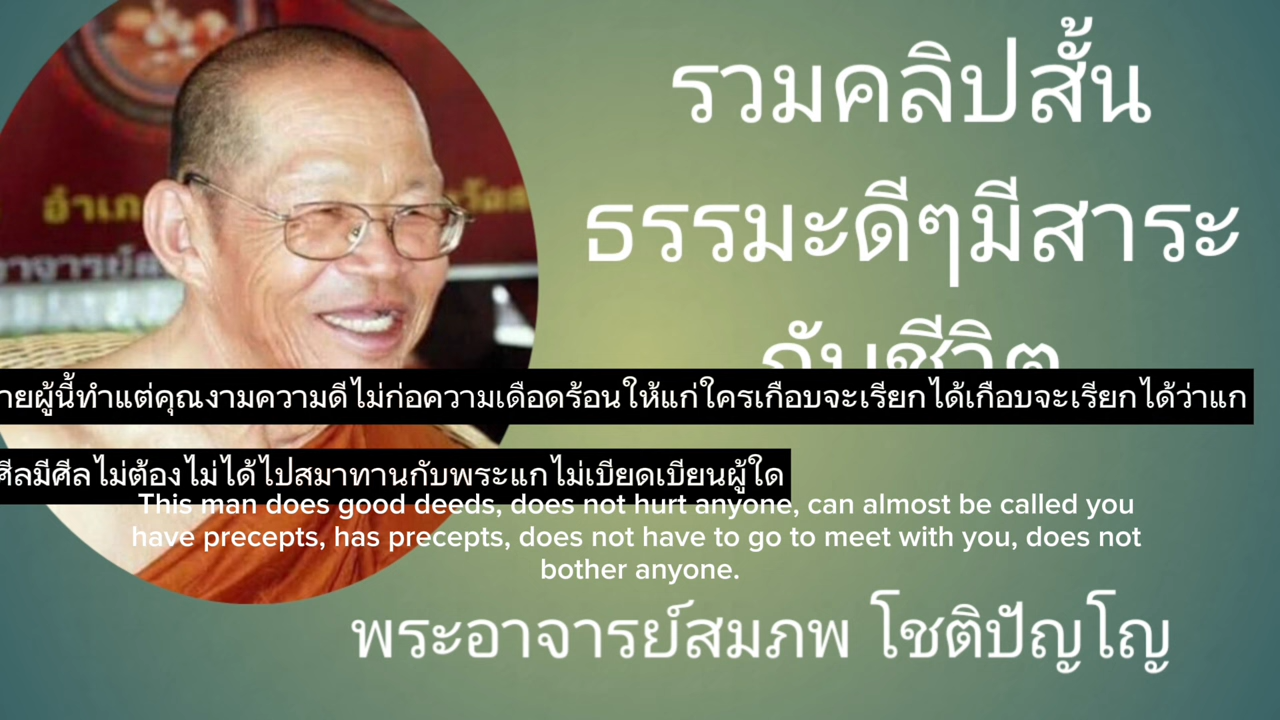 อำเภ
รวมคลิปสั้น
ธรรมะดีๆมีสาระ
กับชีวิต
ายผู้นี้ทำแต่คุณงามความดีไม่ก่อความเดือดร้อนให้แก่ใครเกือบจะเรียกได้เกือบจะเรียกได้ว่าแก
ศีลมีศีลไม่ต้องไม่ได้ไปสมาทานกับพระแกไม่เบียดเบียนผู้ใด
This man does good deeds, does not hurt anyone, can almost be called you
have precepts, has precepts, does not have to go to meet with you, does not
bother anyone.
พระอาจารย์สมภพ โชติปัญโญ